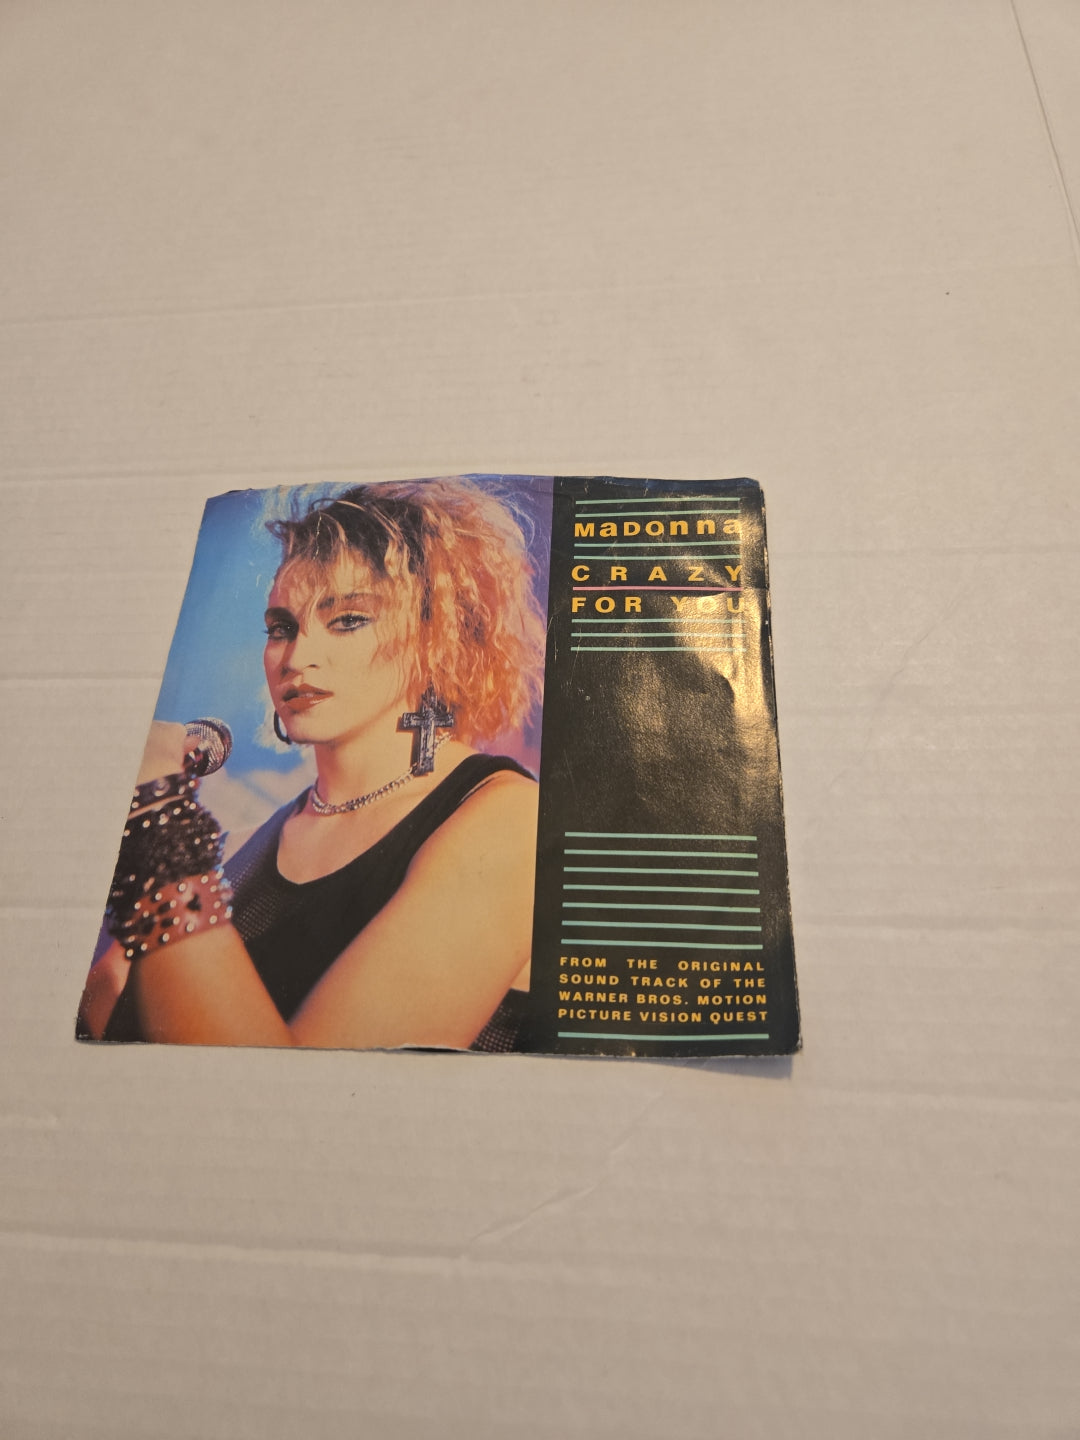 Madonna
CRAZY
FOR YOU
FROM THE ORIGINAL
SOUND TRACK OF THE
WARNER BROS. MOTION
PICTURE VISION QUEST